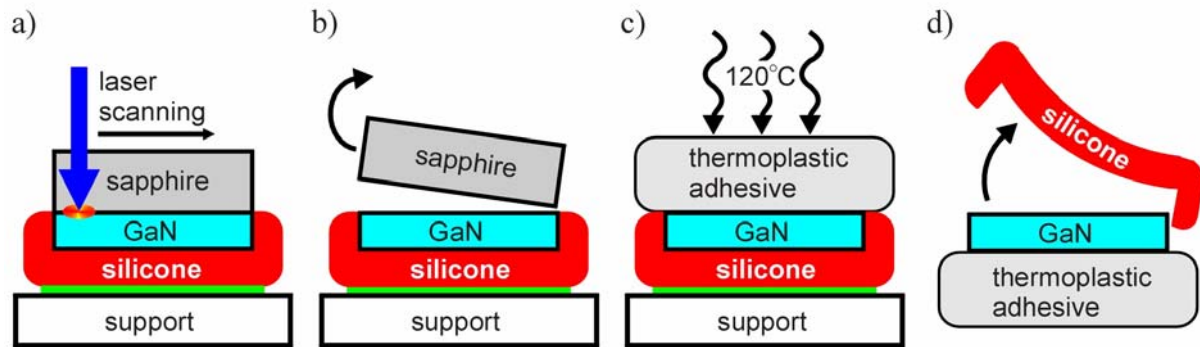 a)
laser
scanning
sapphire
GaN
silicone
support
b)
sapphire
GaN
silicone
support
c)
120°C
thermoplastic
adhesive
GaN
silicone
support
d)
silicone
GaN
thermoplastic
adhesive